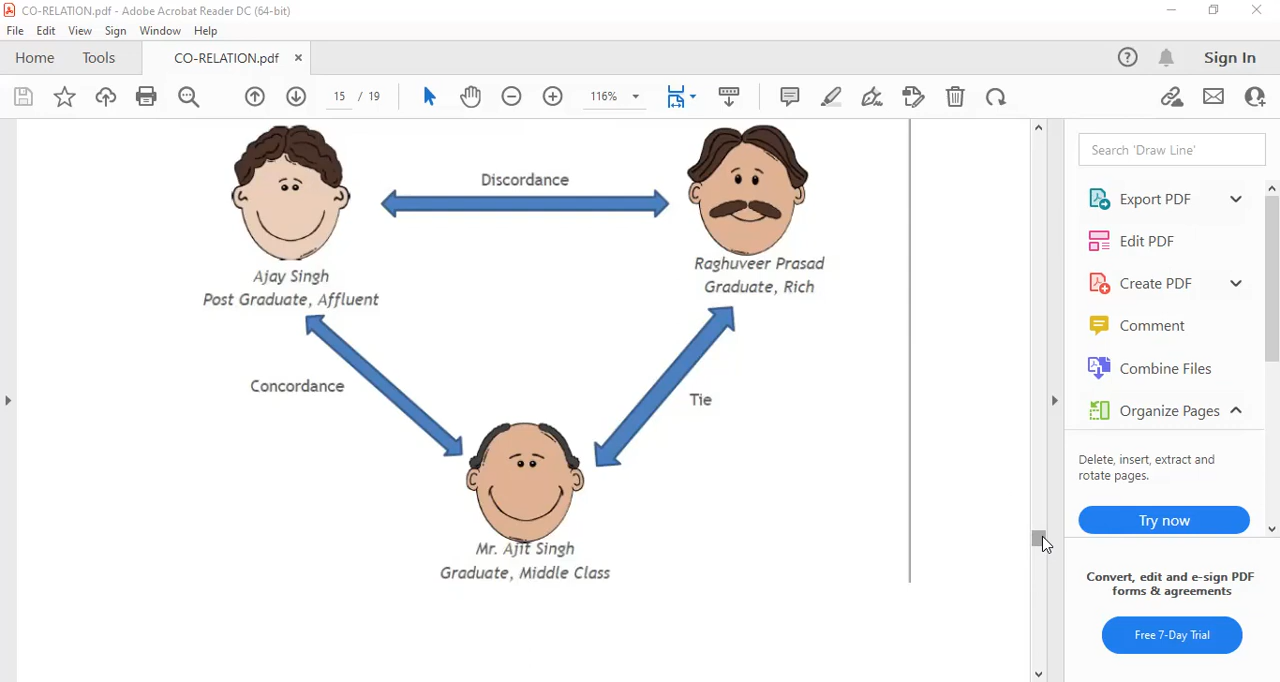 CO-RELATION.pdf - Adobe Acrobat Reader DC (64-bit)
File Edit View Sign Window Help
Home Tools CO-RELATION.pdf × Sign In
15 / 19 116%
Discordance
Ajay Singh
Post Graduate, Affluent
Raghuveer Prasad
Graduate, Rich
Concordance
Tie
Mr. Ajit Singh
Graduate, Middle Class
Search 'Draw Line'
Export PDF
Edit PDF
Create PDF
Comment
Combine Files
Organize Pages
Delete, insert, extract and
rotate pages.
Try now
Convert, edit and e-sign PDF
forms & agreements
Free 7-Day Trial